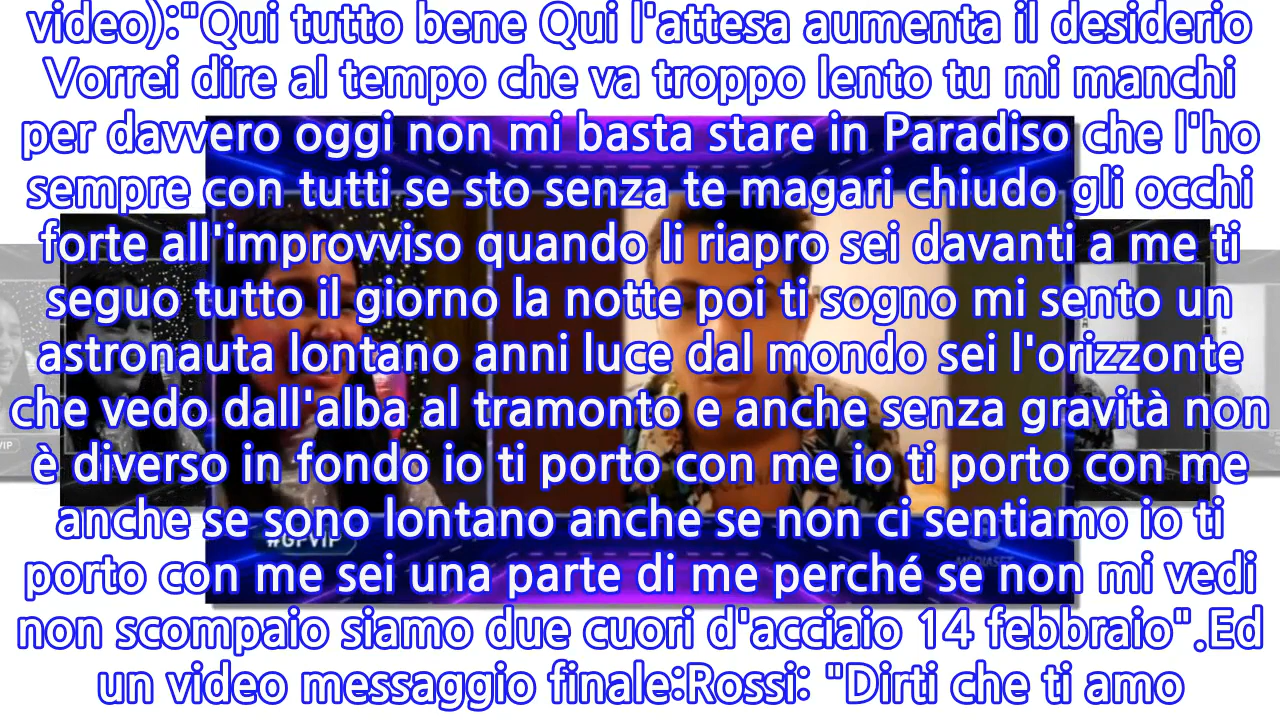 video):"Qui tutto bene Qui l'attesa aumenta il desiderio
Vorrei dire al tempo che va troppo lento tu mi manchi
per davvero oggi non mi basta stare in Paradiso che l'ho
sempre con tutti se sto senza te magari chiudo gli occhi
forte all'improvviso quando li riapro sei davanti a me ti
seguo tutto il giorno la notte poi ti sogno mi sento un
astronauta lontano anni luce dal mondo sei l'orizzonte
che vedo dall'alba al tramonto e anche senza gravità non
è diverso in fondo io ti porto con me io ti porto con me
anche se sono lontano anche se non ci sentiamo io ti
#GFVIP
porto con me sei una parte di me perché se non mi vedi
non scompaio siamo due cuori d'acciaio 14 febbraio".Ed
un video messaggio finale:Rossi: "Dirti che ti amo